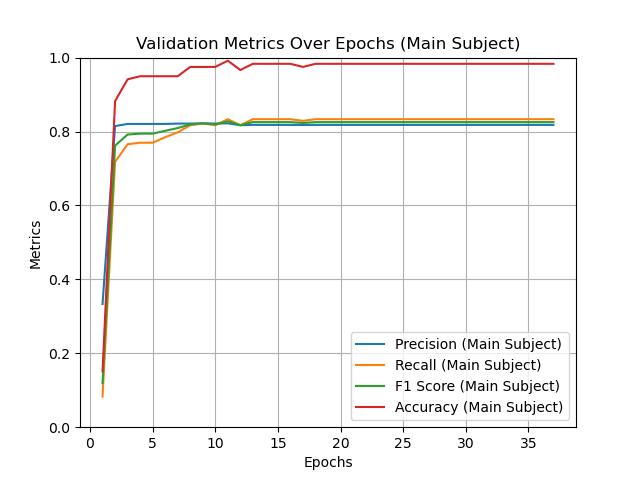 Validation Metrics Over Epochs (Main Subject)
1.0
0.8
0.6
0.4
0.2
0.0
Metrics
Precision (Main Subject)
Recall (Main Subject)
F1 Score (Main Subject)
Accuracy (Main Subject)
0 5 10 15 20 25 30 35
Epochs